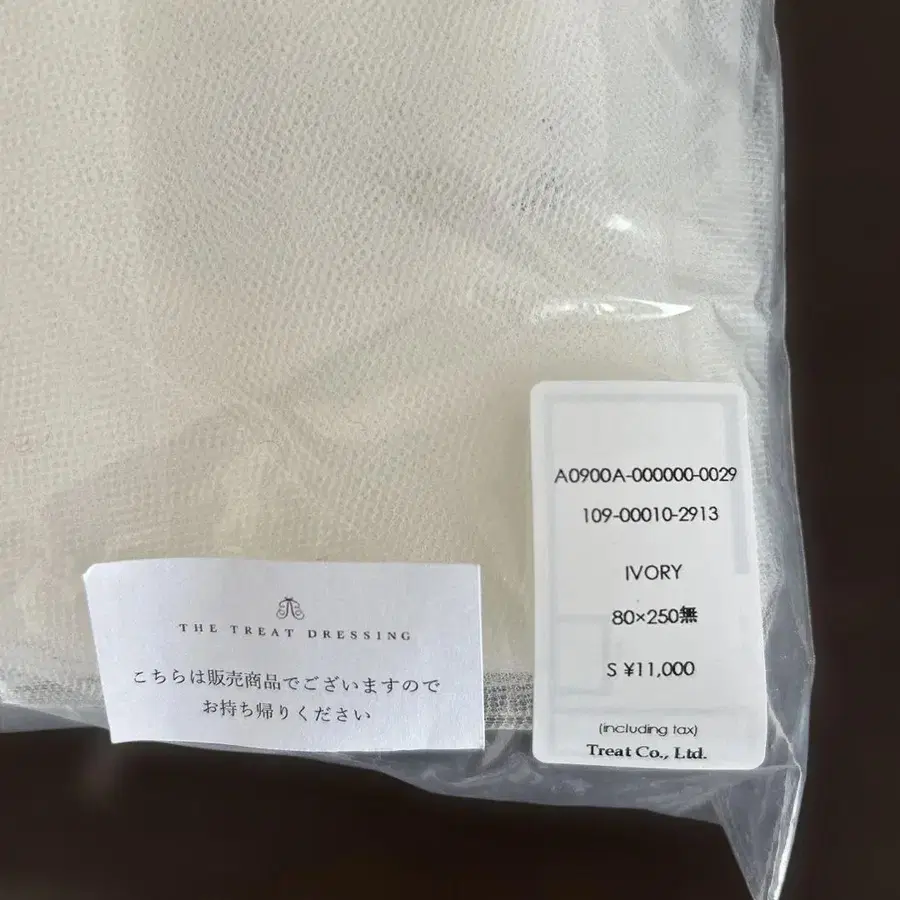 THE TREAT DRESSING
こちらは販売商品でございますので
お持ち帰りください
A0900A-000000-0029
109-00010-2913
IVORY
80×250無
S ¥11,000
(including tax)
Treat Co., Ltd.